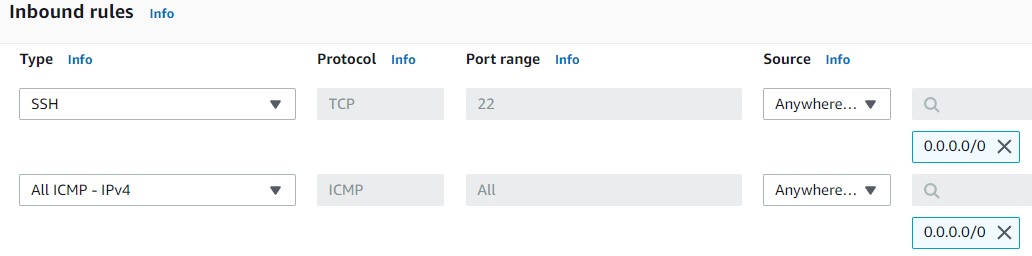 Inbound rules Info
Type Info Protocol Info Port range Info Source Info
SSH TCP 22 Anywhere...
0.0.0.0/0
All ICMP - IPv4 ICMP All Anywhere...
0.0.0.0/0